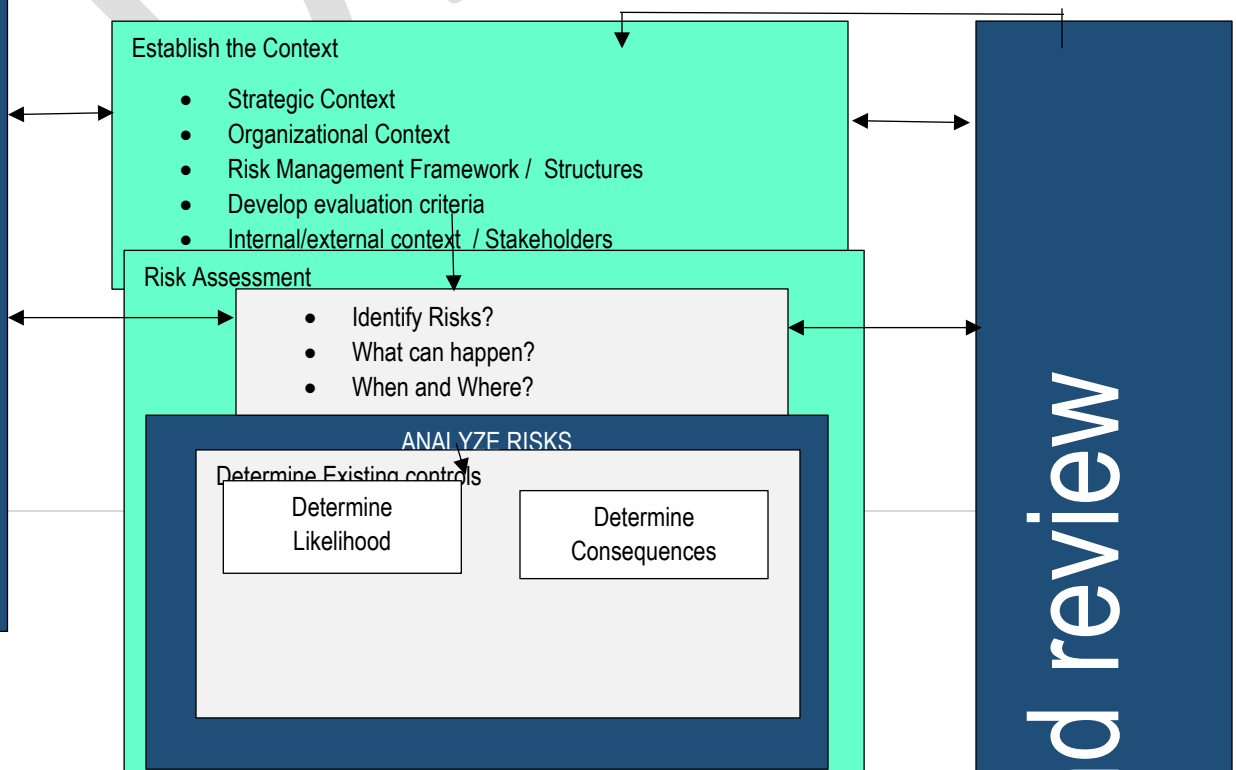 Establish the Context
• Strategic Context
• Organizational Context
• Risk Management Framework / Structures
• Develop evaluation criteria
• Internal/external context / Stakeholders
Risk Assessment
• Identify Risks?
• What can happen?
• When and Where?
ANALYZE RISKS
Determine Existing controls
Determine
Likelihood
Determine
Consequences
review